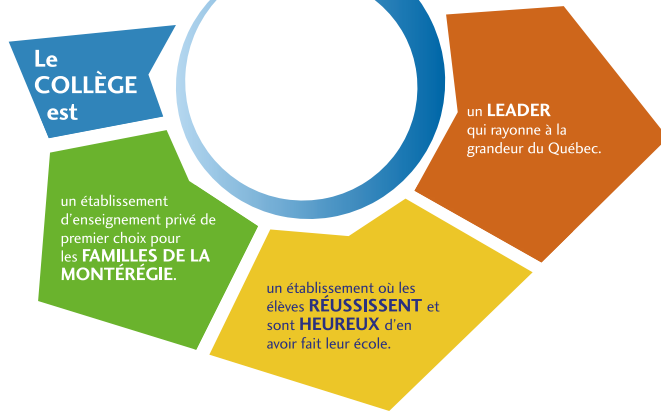 Le
COLLÈGE
est
un établissement
d'enseignement privé de
premier choix pour
les FAMILLES DE LA
MONTÉRÉGIE.
un établissement où les
élèves RÉUSSISSENT et
sont HEUREUX d'en
avoir fait leur école.
un LEADER
qui rayonne à la
grandeur du Québec.